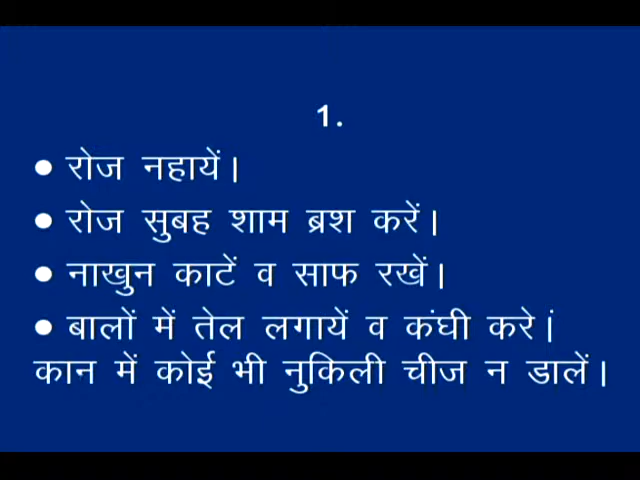 1.
● रोज नहायें।
● रोज सुबह शाम ब्रश करें।
● नाखुन काटें व साफ रखें।
● बालों में तेल लगायें व कंघी करे।ं
कान में कोई भी नुकिली चीज न डालें।